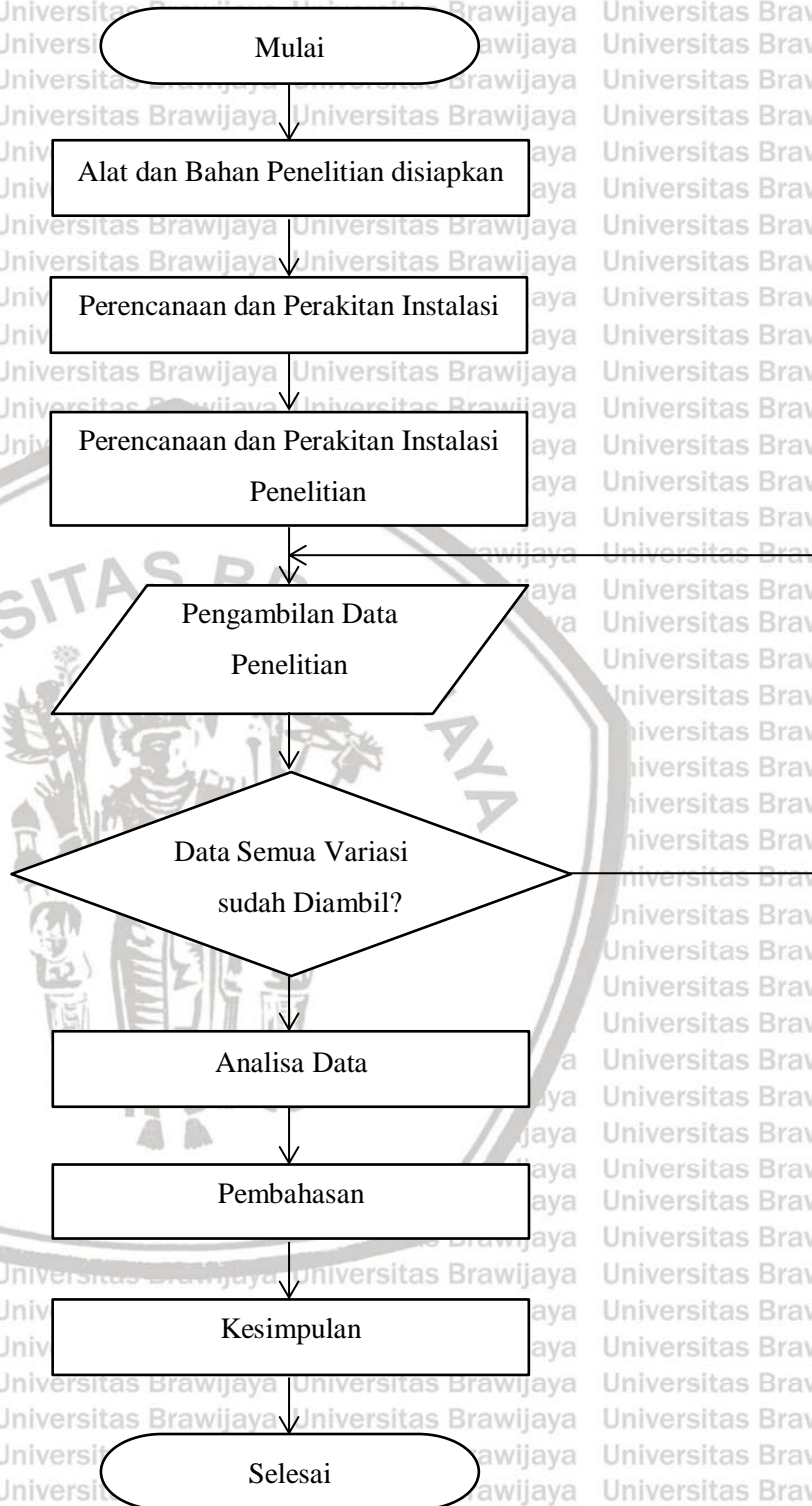 Mulai
Alat dan Bahan Penelitian disiapkan
Perencanaan dan Perakitan Instalasi
Perencanaan dan Perakitan Instalasi
Penelitian
Pengambilan Data
Penelitian
Data Semua Variasi
sudah Diambil?
Analisa Data
Pembahasan
Kesimpulan
Selesai